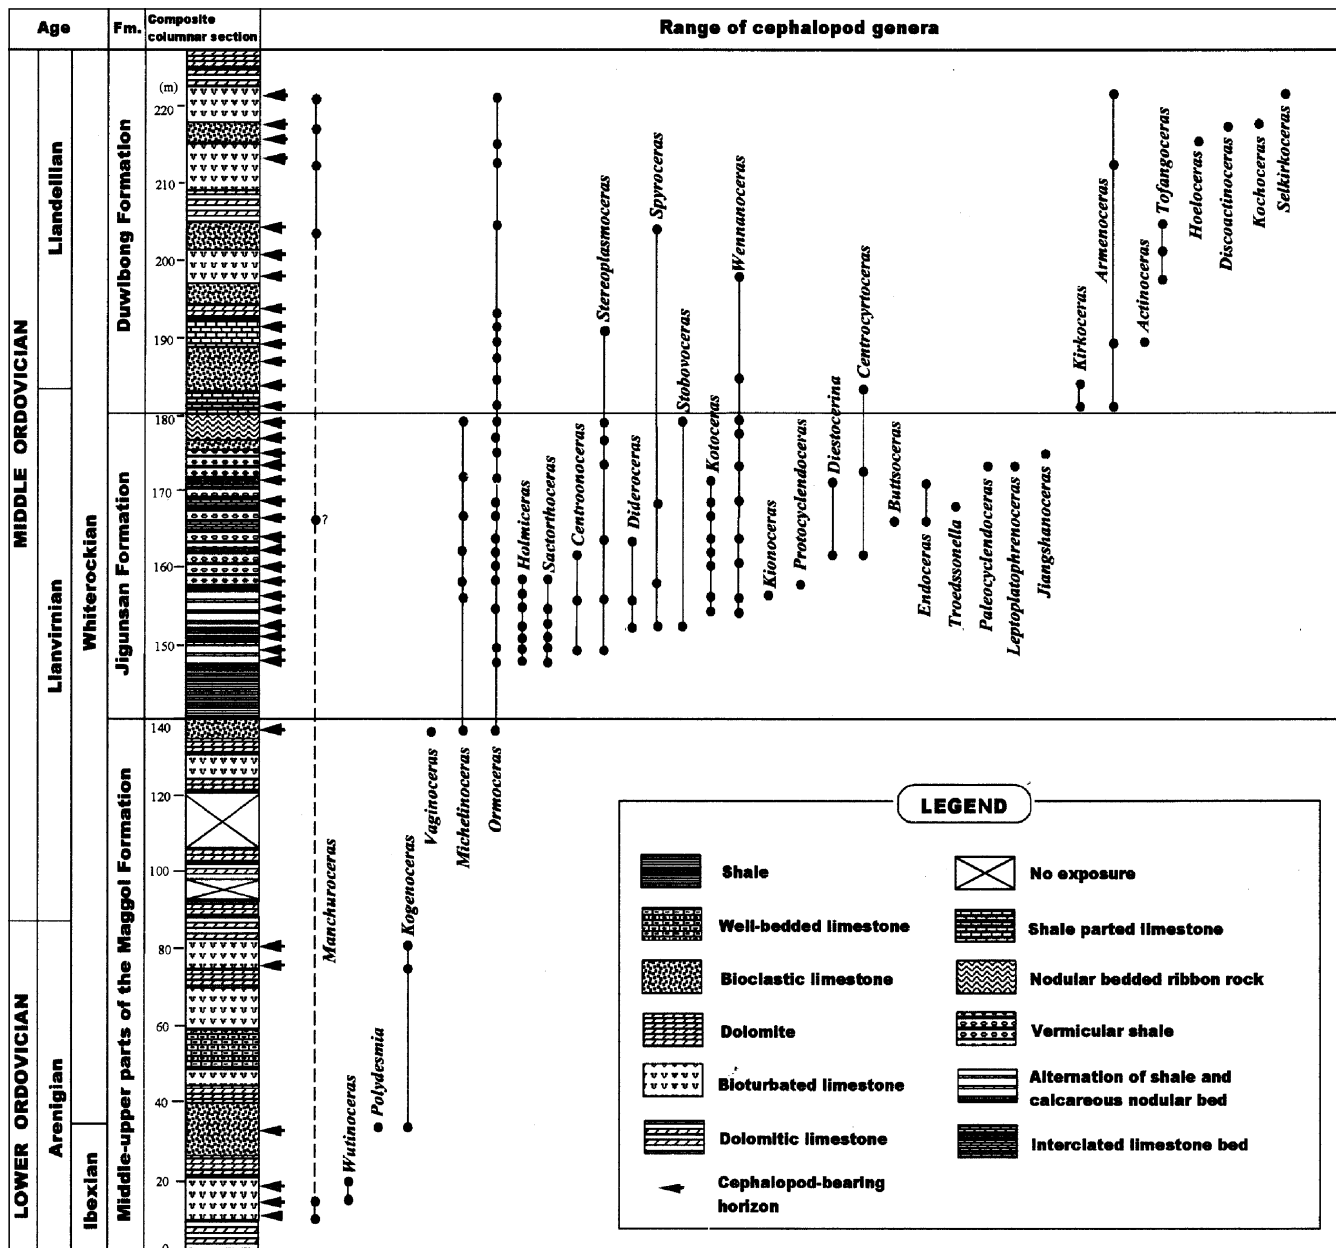 Age
Fm.
Composite
columnar section
Range of cephalopod genera
MIDDLE ORDOVICIAN
LOWER ORDOVICIAN
Llandeilian
Llanvirnian
Arenigian
Whiterockian
Ibexian
Duwibong Formation
Jigunsan Formation
Middle-upper parts of the Maggol Formation
(m)
220
210
200
190
180
170
160
150
140
120
100
80
60
40
20
0
?
Manchuroceras
Wutinoceras
Polydesmia
Kogenoceras
Vaginoceras
Michelinoceras
Ormoceras
Holmiceras
Sactorthoceras
Centroonoceras
Stereoplasmoceras
Dideroceras
Spyroceras
Stobovoceras
Kotoceras
Wennanoceras
Kionoceras
Protocyclendoceras
Diestocerina
Centrocyrtoceras
Buttsoceras
Endoceras
Troedssonella
Paleocyclendoceras
Leptoplatophrenoceras
Jiangshanoceras
Kirkoceras
Armenoceras
Actinoceras
Tofangoceras
Hoeloceras
Discoactinoceras
Kochoceras
Selkirkoceras
LEGEND
Shale
Well-bedded limestone
Bioclastic limestone
Dolomite
Bioturbated limestone
Dolomitic limestone
Cephalopod-bearing
horizon
No exposure
Shale parted limestone
Nodular bedded ribbon rock
Vermicular shale
Alternation of shale and
calcareous nodular bed
Interclated limestone bed